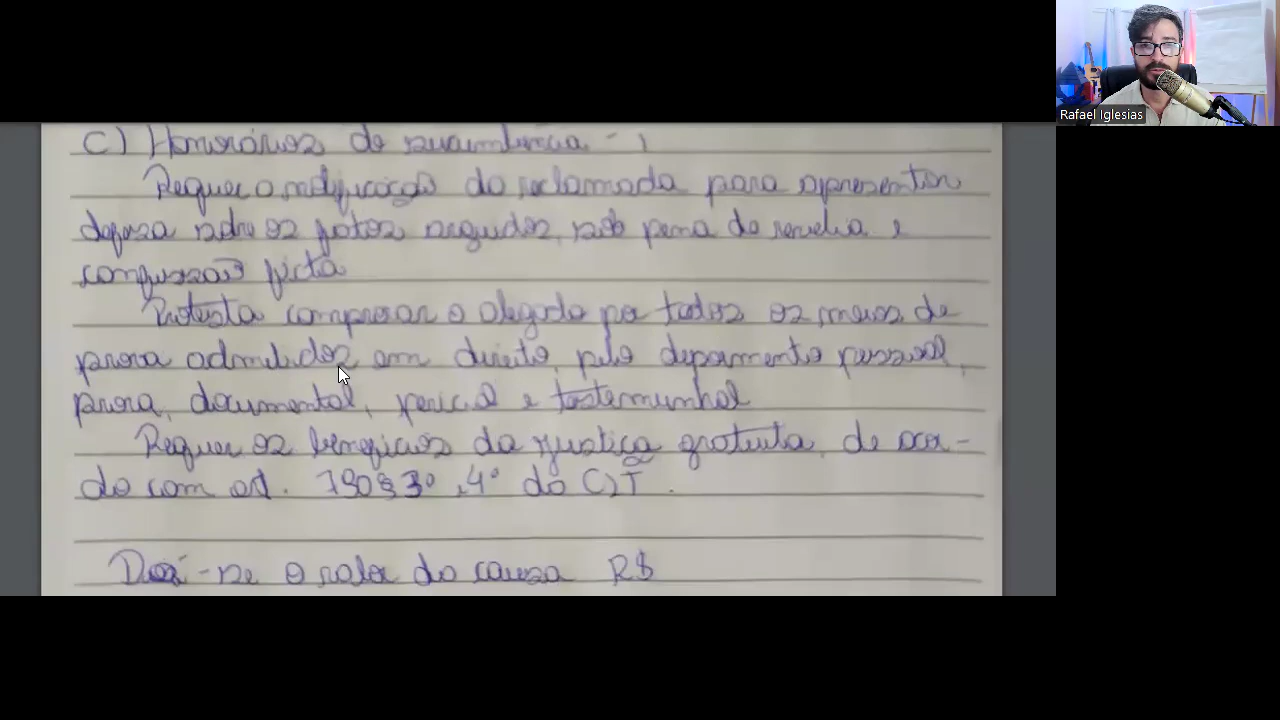 Rafael Iglesias
C) Honorários de sucumbência - 
Requer a notificação da reclamada para apresentar
defesa sobre os fatos arguidos, sob pena de revelia e
confissão ficta
Protesta comprovar o alegado por todos os meios de
prova admitidos em direito, pelo depoimento pessoal,
prova, documental, pericial e testemunhal
Requer os benefícios da justiça gratuita, de acor-
do com art. 790 § 3º, 4º da CLT.
Dá-se o valor da causa R$